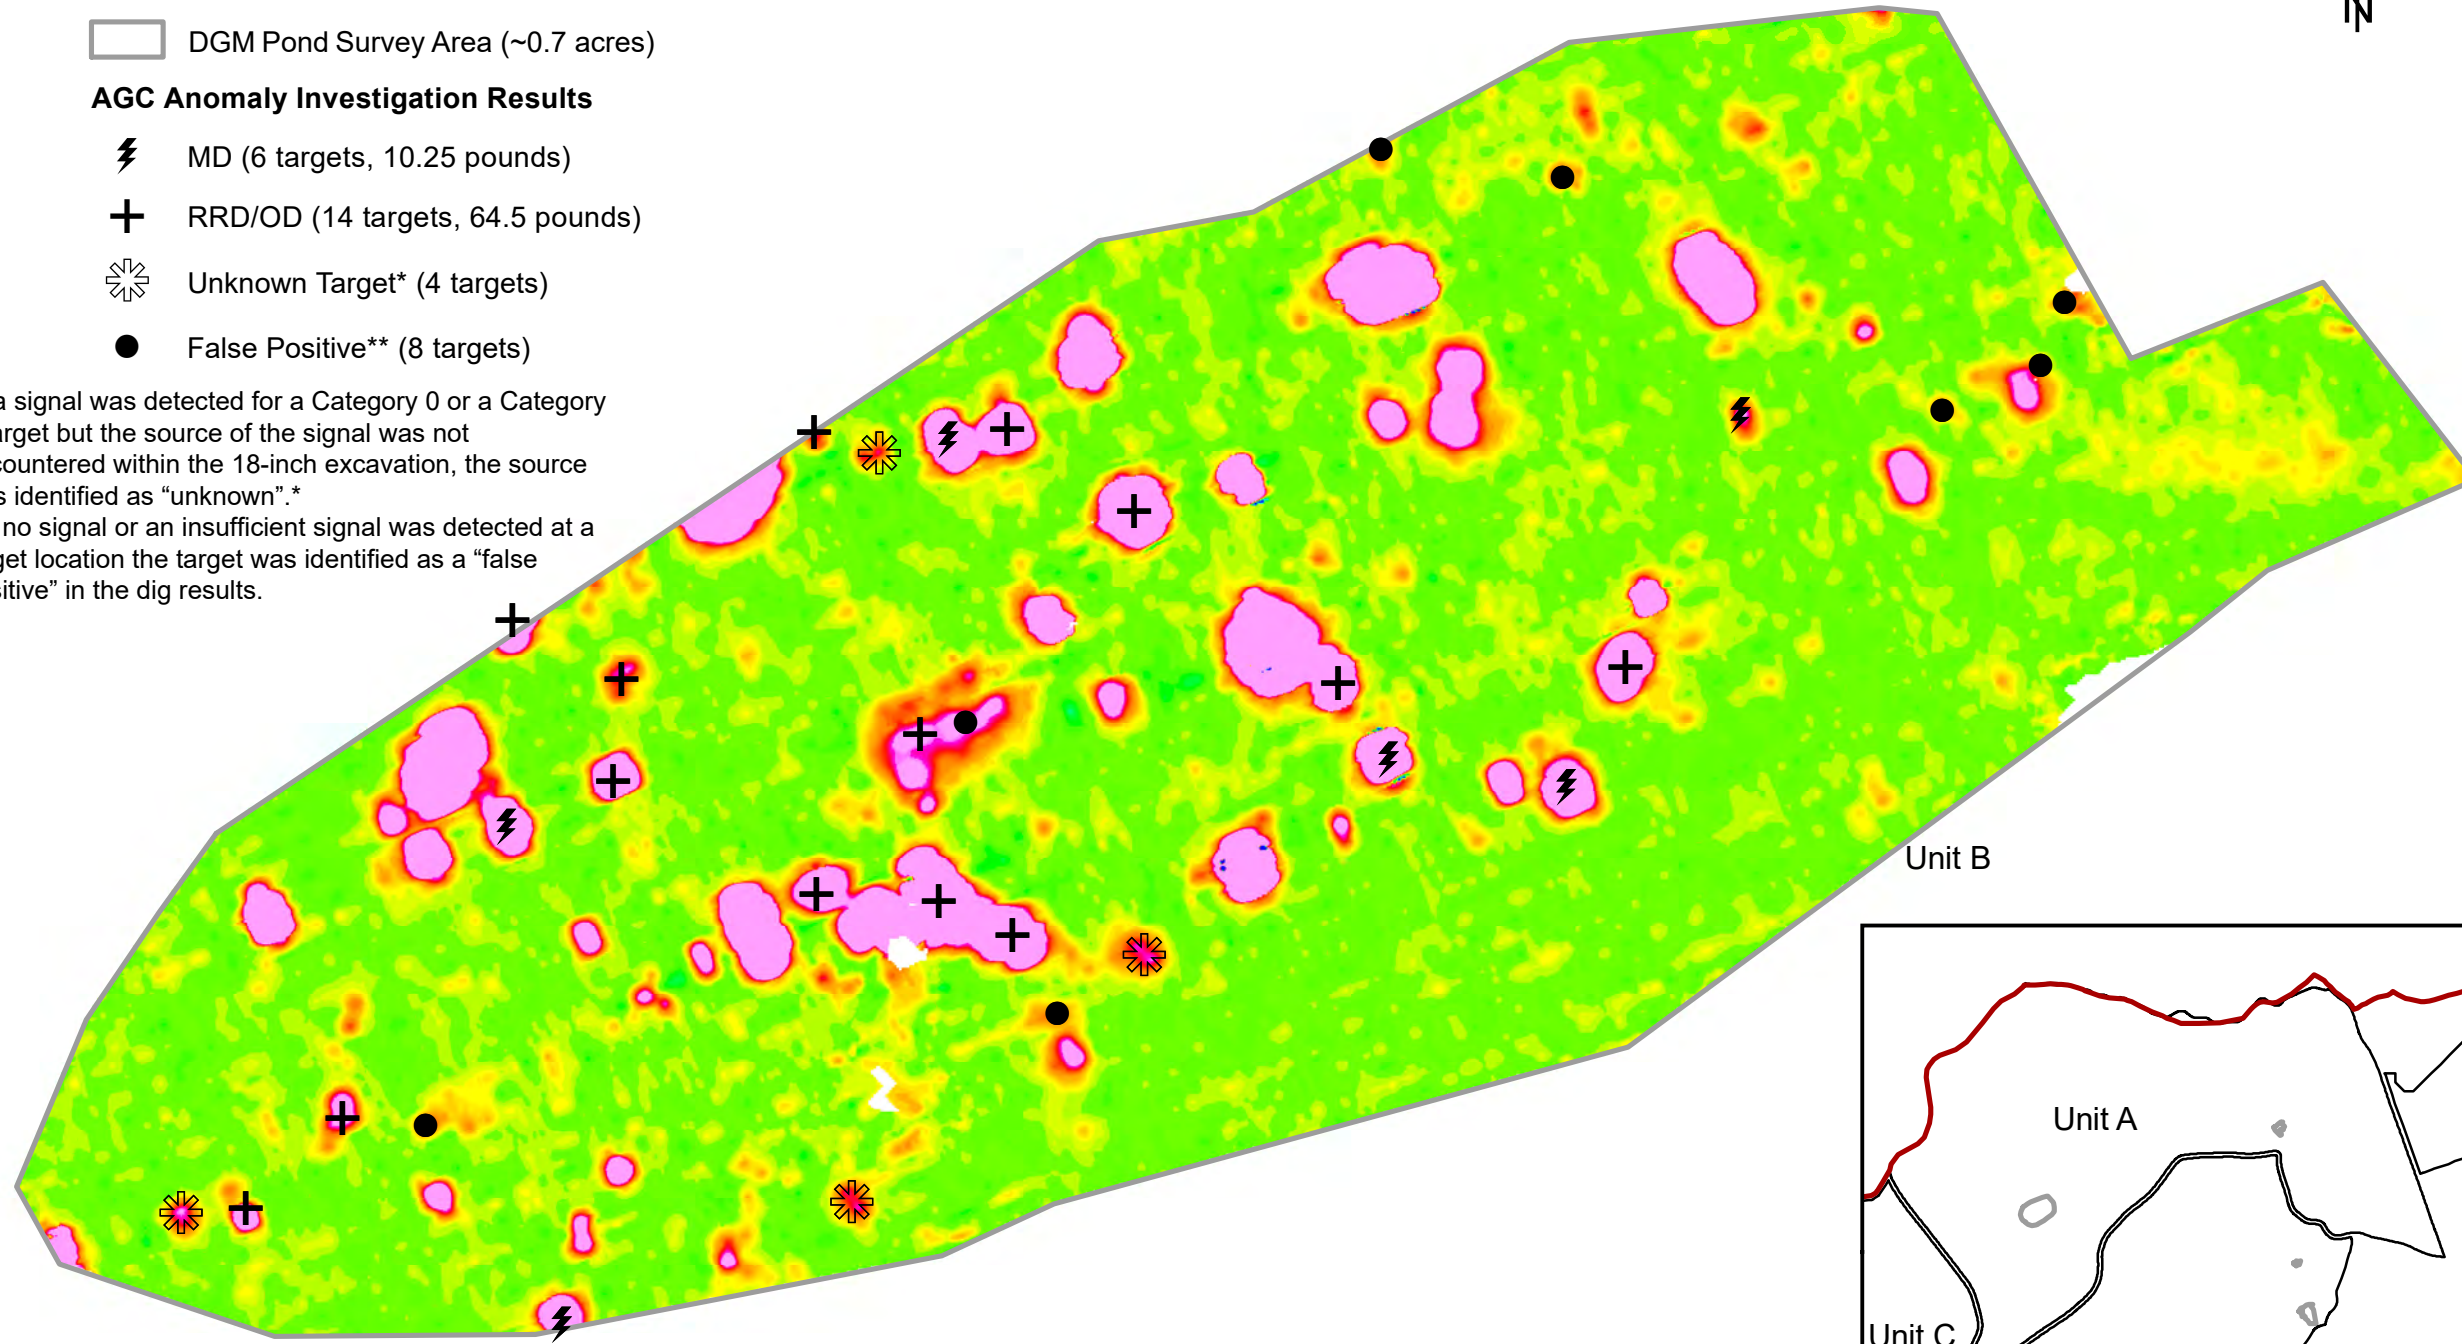 N
DGM Pond Survey Area (~0.7 acres)
AGC Anomaly Investigation Results
MD (6 targets, 10.25 pounds)
RRD/OD (14 targets, 64.5 pounds)
Unknown Target* (4 targets)
False Positive** (8 targets)
a signal was detected for a Category 0 or a Category
arget but the source of the signal was not
countered within the 18-inch excavation, the source
s identified as “unknown”.*
no signal or an insufficient signal was detected at a
get location the target was identified as a “false
sitive” in the dig results.
Unit B
Unit A
Unit C